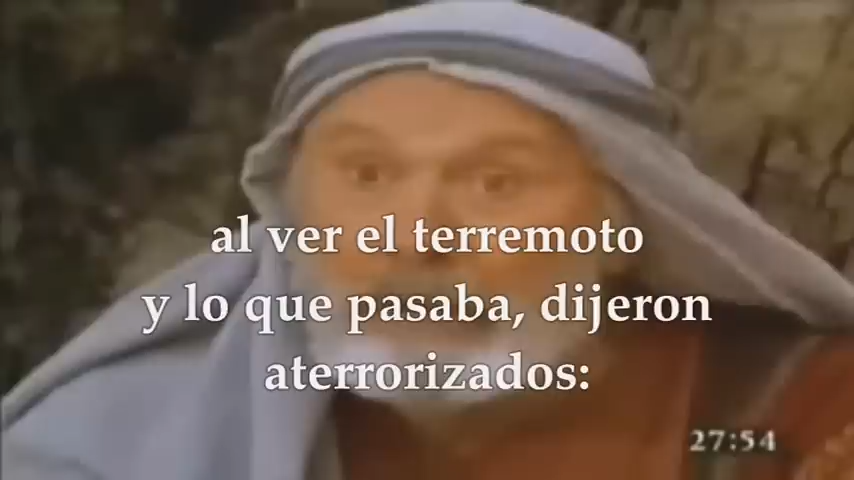 al ver el terremoto
y lo que pasaba, dijeron
aterrorizados:
27:54